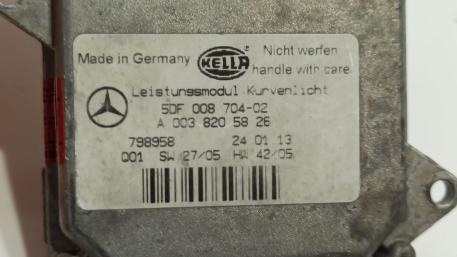 Made in Germany HELLA Nicht werfen
handle with care
Leistungsmodul Kurvenlicht
5DF 008 704-02
A 003 820 58 26
798958 24 01 13
Q01 SW 27/05 HW 42/05